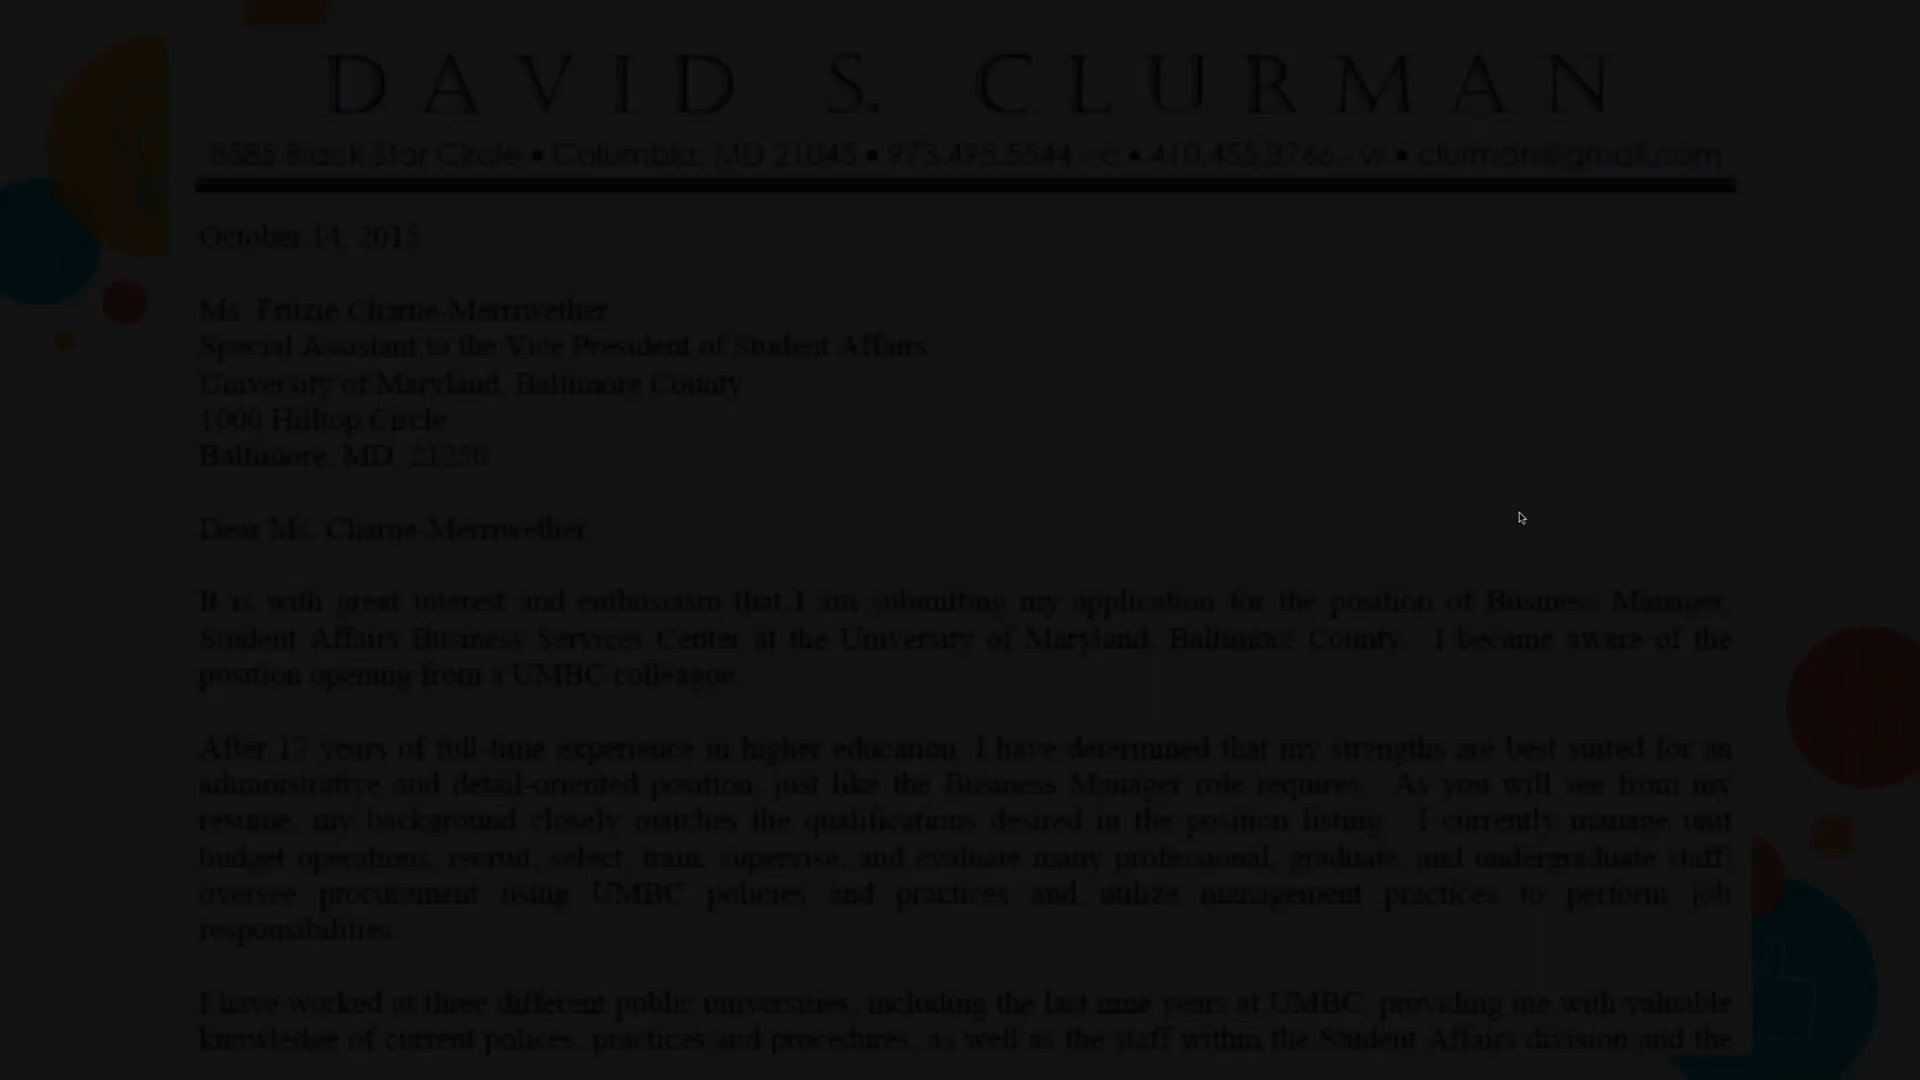 DAVID S. CLURMAN
8585 Black Star Circle • Columbia, MD 21045 • 973.495.5544 - c • 410.455.3766 - w • clurman@gmail.com
October 14, 2015
Ms. Fritzie Charne-Merriwether
Special Assistant to the Vice President of Student Affairs
University of Maryland, Baltimore County
1000 Hilltop Circle
Baltimore, MD 21250
Dear Ms. Charne-Merriwether,
It is with great interest and enthusiasm that I am submitting my application for the position of Business Manager,
Student Affairs Business Services Center at the University of Maryland, Baltimore County. I became aware of the
position opening from a UMBC colleague.
After 17 years of full-time experience in higher education, I have determined that my strengths are best suited for an
administrative and detail-oriented position, just like the Business Manager role requires. As you will see from my
resume, my background closely matches the qualifications desired in the position listing. I currently manage unit
budget operations, recruit, select, train, supervise, and evaluate many professional, graduate, and undergraduate staff,
oversee procurement using UMBC policies and practices and utilize management practices to perform job
responsibilities.
I have worked at three different public universities, including the last nine years at UMBC, providing me with valuable
knowledge of current polices, practices and procedures, as well as the staff within the Student Affairs division and the